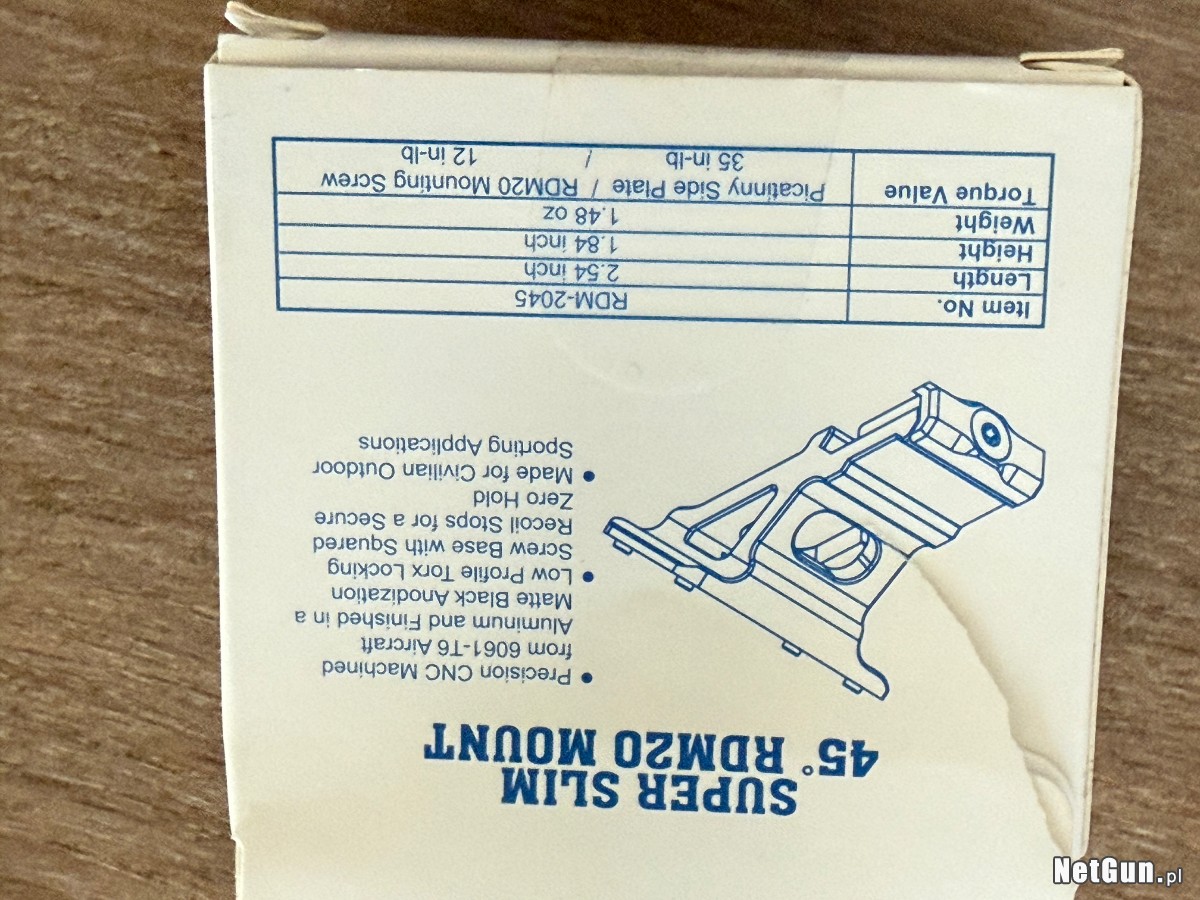 SUPER SLIM
45° RDM20 MOUNT
• Precision CNC Machined
from 6061-T6 Aircraft
Aluminum and Finished in a
Matte Black Anodization
• Low Profile Torx Locking
Screw Base with Squared
Recoil Stops for a Secure
Zero Hold
• Made for Civilian Outdoor
Sporting Applications
Item No. RDM-2045
Length 2.54 inch
Height 1.84 inch
Weight 1.48 oz
Torque Value Picatinny Side Plate / RDM20 Mounting Screw
35 in-lb / 12 in-lb
NetGun.pl